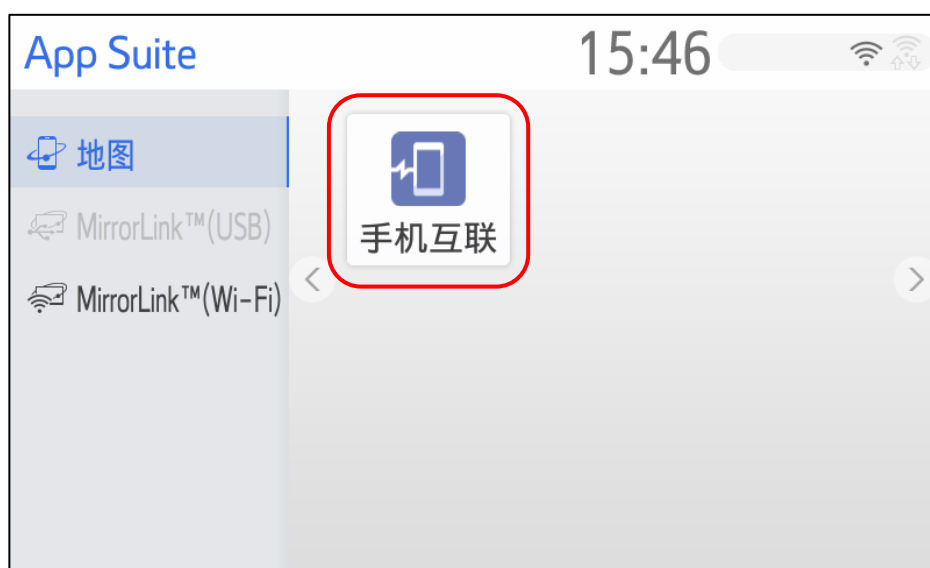 App Suite
15:46
地图
MirrorLink™(USB)
MirrorLink™(Wi-Fi)
手机互联